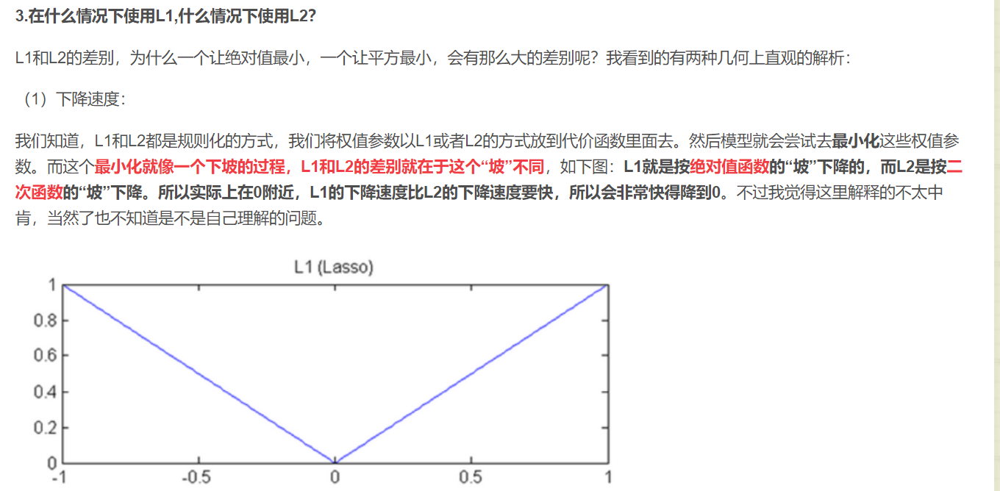 3.在什么情况下使用L1,什么情况下使用L2?
L1和L2的差别，为什么一个让绝对值最小，一个让平方最小，会有那么大的差别呢？我看到的有两种几何上直观的解析：
（1）下降速度：
我们知道，L1和L2都是规则化的方式，我们将权值参数以L1或者L2的方式放到代价函数里面去。然后模型就会尝试去最小化这些权值参
数。而这个最小化就像一个下坡的过程，L1和L2的差别就在于这个“坡”不同，如下图：L1就是按绝对值函数的“坡”下降的，而L2是按二
次函数的“坡”下降。所以实际上在0附近，L1的下降速度比L2的下降速度要快，所以会非常快得降到0。不过我觉得这里解释的不太中
肯，当然了也不知道是不是自己理解的问题。
L1 (Lasso)
1
0.8
0.6
0.4
0.2
0
-1 -0.5 0 0.5 1